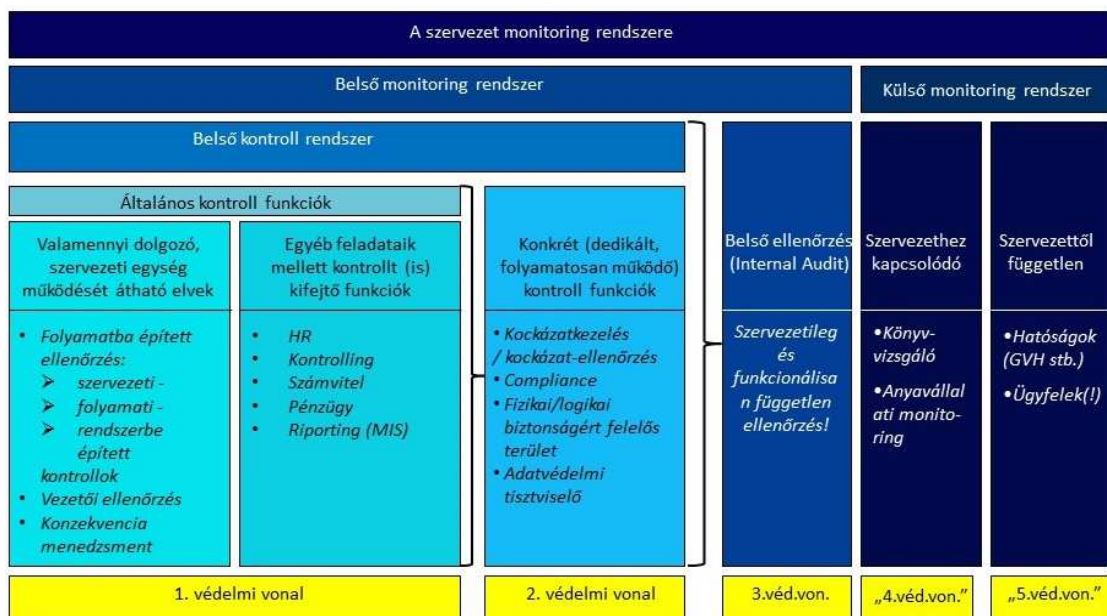 A szervezet monitoring rendszere
Belső monitoring rendszer
Külső monitoring rendszer
Belső kontroll rendszer
Általános kontroll funkciók
Valamennyi dolgozó,
szervezeti egység
működését átható elvek
• Folyamatba épített
ellenőrzés:
➢ szervezeti -
➢ folyamati -
➢ rendszerbe
épített
kontrollok
• Vezetői ellenőrzés
• Konzekvencia
menedzsment
Egyéb feladataik
mellett kontrollt (is)
kifejtő funkciók
• HR
• Kontrolling
• Számvitel
• Pénzügy
• Riporting (MIS)
Konkrét (dedikált,
folyamatosan működő)
kontroll funkciók
• Kockázatkezelés
/ kockázat-ellenőrzés
• Compliance
• Fizikai/logikai
biztonságért felelős
terület
• Adatvédelmi
tisztviselő
Belső ellenőrzés
(Internal Audit)
Szervezetileg
és
funkcionálisa
n független
ellenőrzés!
Szervezethez
kapcsolódó
•Könyv-
vizsgáló
•Anyavállal
ati monito-
ring
Szervezettől
független
•Hatóságok
(GVH stb.)
•Ügyfelek(!)
1. védelmi vonal
2. védelmi vonal
3.véd.von.
„4.véd.von.”
„5.véd.von.”